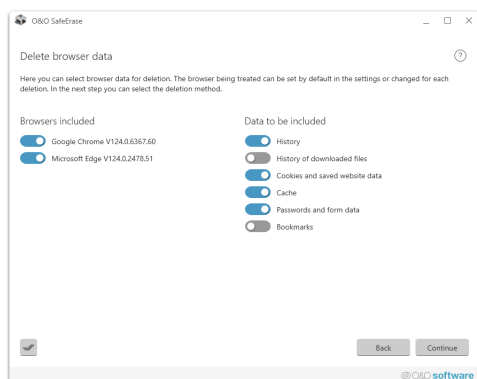 O&O SafeErase
Delete browser data
?
Here you can select browser data for deletion. The browser being treated can be set by default in the settings or changed for each
deletion. In the next step you can select the deletion method.
Browsers included
Google Chrome V124.0.6367.60
Microsoft Edge V124.0.2478.51
Data to be included
History
History of downloaded files
Cookies and saved website data
Cache
Passwords and form data
Bookmarks
Back
Continue
O&O software